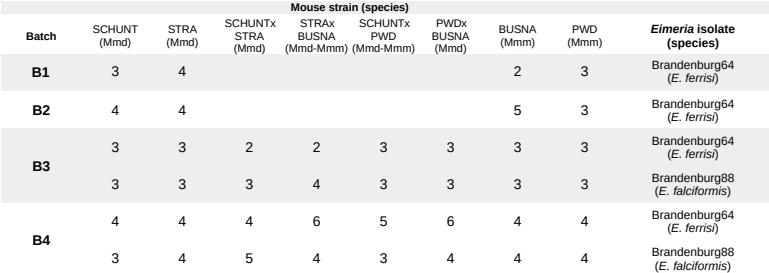 Mouse strain (species)
Batch SCHUNT (Mmd) STRA (Mmd) SCHUNTx STRA (Mmd) STRAx BUSNA (Mmd-Mmm) SCHUNTx PWD (Mmd-Mmm) PWDx BUSNA (Mmd) BUSNA (Mmm) PWD (Mmm) Eimeria isolate (species)
B1 3 4 2 3 Brandenburg64 (E. ferrisi)
B2 4 4 5 3 Brandenburg64 (E. ferrisi)
B3 3 3 2 2 3 3 3 3 Brandenburg64 (E. ferrisi)
3 3 3 4 3 3 3 3 Brandenburg88 (E. falciformis)
B4 4 4 4 6 5 6 4 4 Brandenburg64 (E. ferrisi)
3 4 5 4 3 4 4 4 Brandenburg88 (E. falciformis)